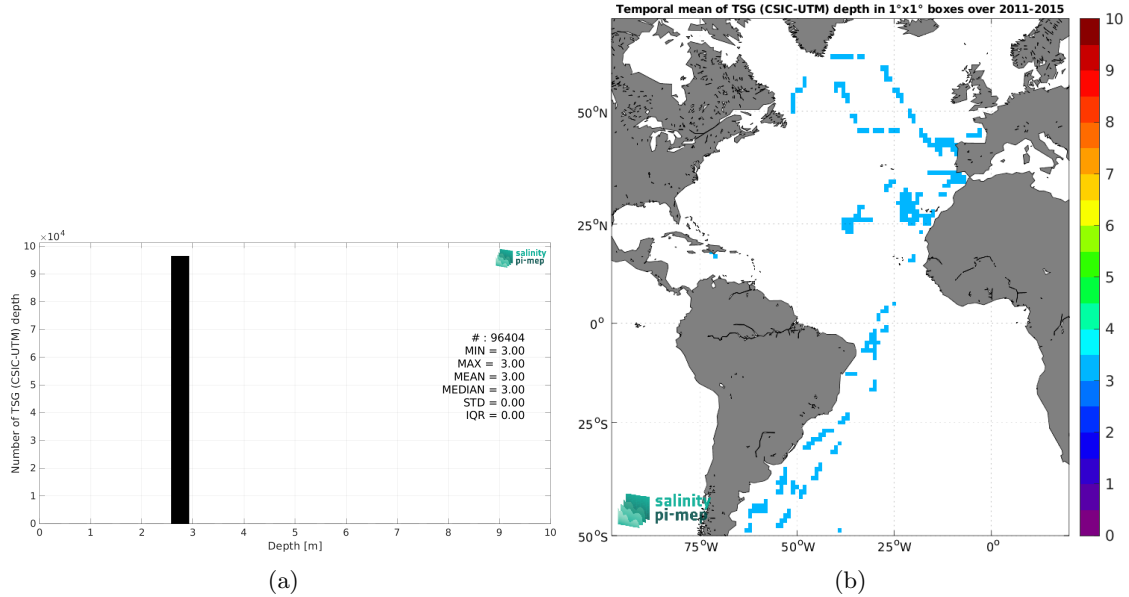 Temporal mean of TSG (CSIC-UTM) depth in 1°x1° boxes over 2011-2015
×10⁴
10
9
8
7
6
5
4
3
2
1
0
Number of TSG (CSIC-UTM) depth
0 1 2 3 4 5 6 7 8 9 10
Depth [m]
salinity
pi-mep
# : 96404
MIN = 3.00
MAX = 3.00
MEAN = 3.00
MEDIAN = 3.00
STD = 0.00
IQR = 0.00
(a)
50°N
25°N
0°
25°S
50°S
75°W 50°W 25°W 0°
salinity
pi-mep
10
9
8
7
6
5
4
3
2
1
0
(b)